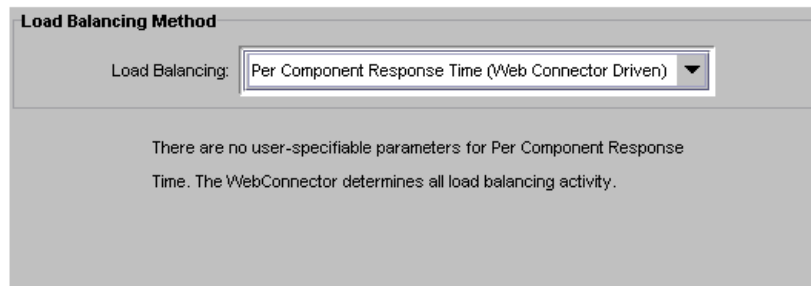 Load Balancing Method
Load Balancing: Per Component Response Time (Web Connector Driven)
There are no user-specifiable parameters for Per Component Response
Time. The WebConnector determines all load balancing activity.